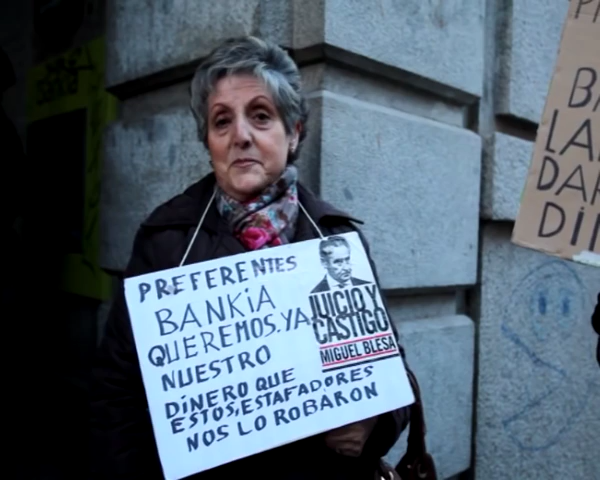 PREFERENTES
BANKiA
QUEREMOS.YA
NUESTRO
DiNERO QUE
ESTOS,ESTAFADORES
NOS LO ROBARON
JUICIO Y
CASTIGO
MIGUEL BLESA